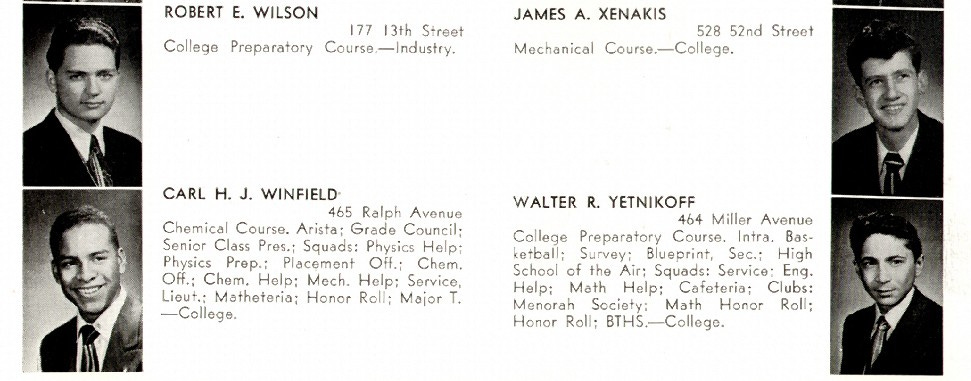 ROBERT E. WILSON
177 13th Street
College Preparatory Course.—Industry.
CARL H. J. WINFIELD
465 Ralph Avenue
Chemical Course. Arista; Grade Council;
Senior Class Pres.; Squads: Physics Help;
Physics Prep.; Placement Off.; Chem.
Off.; Chem. Help; Mech. Help; Service,
Lieut.; Matheteria; Honor Roll; Major T.
—College.
JAMES A. XENAKIS
528 52nd Street
Mechanical Course.—College.
WALTER R. YETNIKOFF
464 Miller Avenue
College Preparatory Course. Intra. Bas-
ketball; Survey; Blueprint, Sec.; High
School of the Air; Squads: Service; Eng.
Help; Math Help; Cafeteria; Clubs:
Menorah Society; Math Honor Roll;
Honor Roll; BTHS.—College.